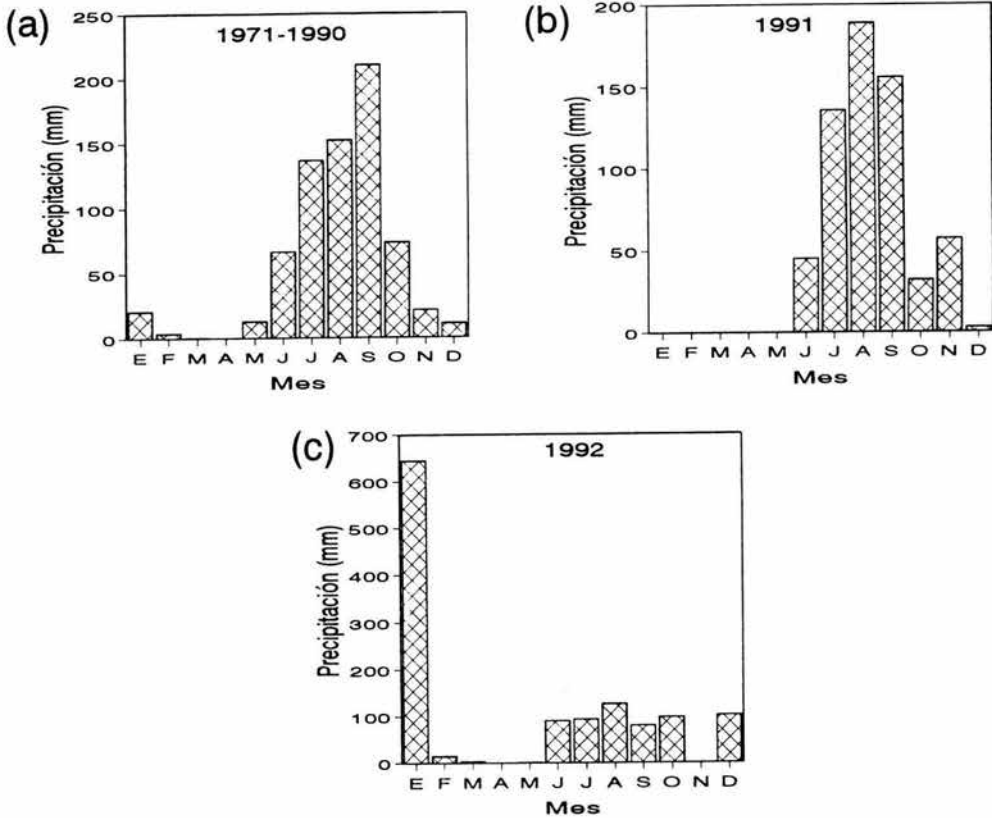 (a)
1971-1990
Precipitación (mm)
250
200
150
100
50
0
E F M A M J J A S O N D
Mes
(b)
1991
Precipitación (mm)
200
150
100
50
0
E F M A M J J A S O N D
Mes
(c)
1992
Precipitación (mm)
700
600
500
400
300
200
100
0
E F M A M J J A S O N D
Mes